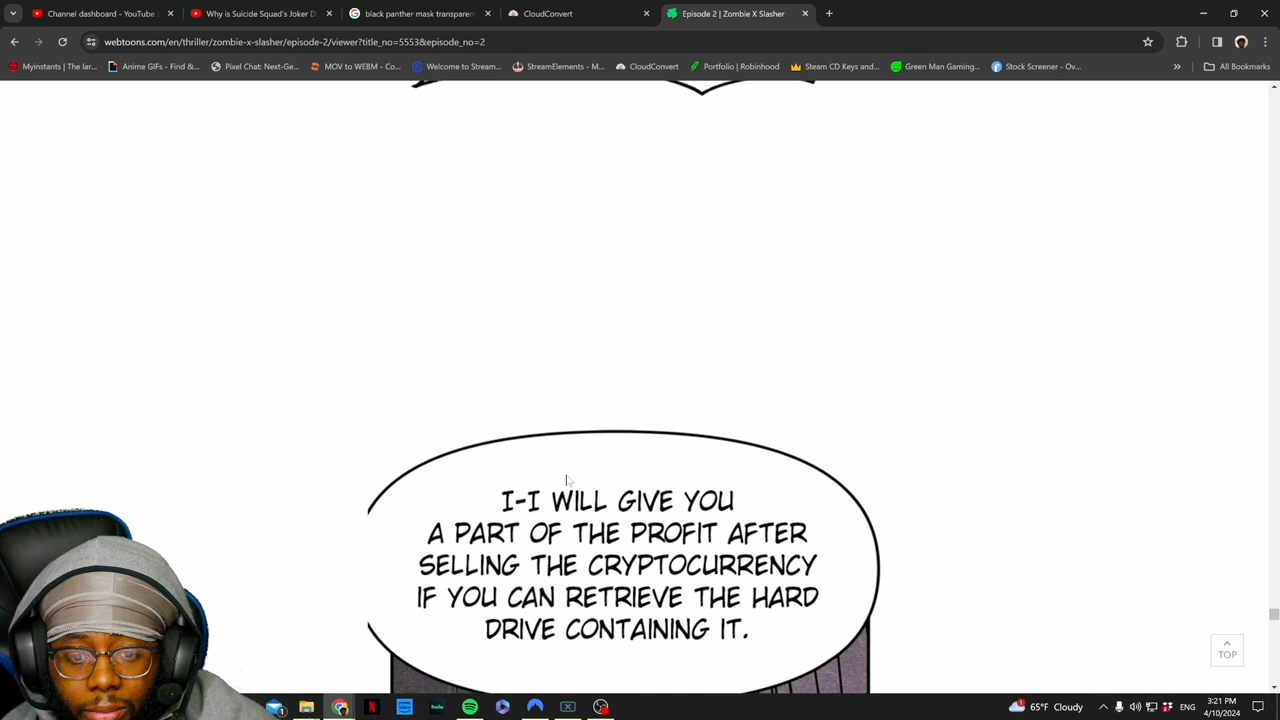 Channel dashboard - YouTube S
Why is Suicide Squad's Joker D
black panther mask transparen
CloudConvert
Episode 2 | Zombie X Slasher
webtoons.com/en/thriller/zombie-x-slasher/episode-2/viewer?title_no=5553&episode_no=2
Myinstants | The lar...
Anime GIFs - Find &...
Pixel Chat: Next-Ge...
MOV to WEBM - Co...
Welcome to Stream...
StreamElements - M...
CloudConvert
Portfolio | Robinhood
Steam CD Keys and...
Green Man Gaming...
Stock Screener - Ov...
All Bookmarks
I-I WILL GIVE YOU
A PART OF THE PROFIT AFTER
SELLING THE CRYPTOCURRENCY
IF YOU CAN RETRIEVE THE HARD
DRIVE CONTAINING IT.
TOP
hulu
65°F Cloudy
ENG
3:21 PM
4/10/2024